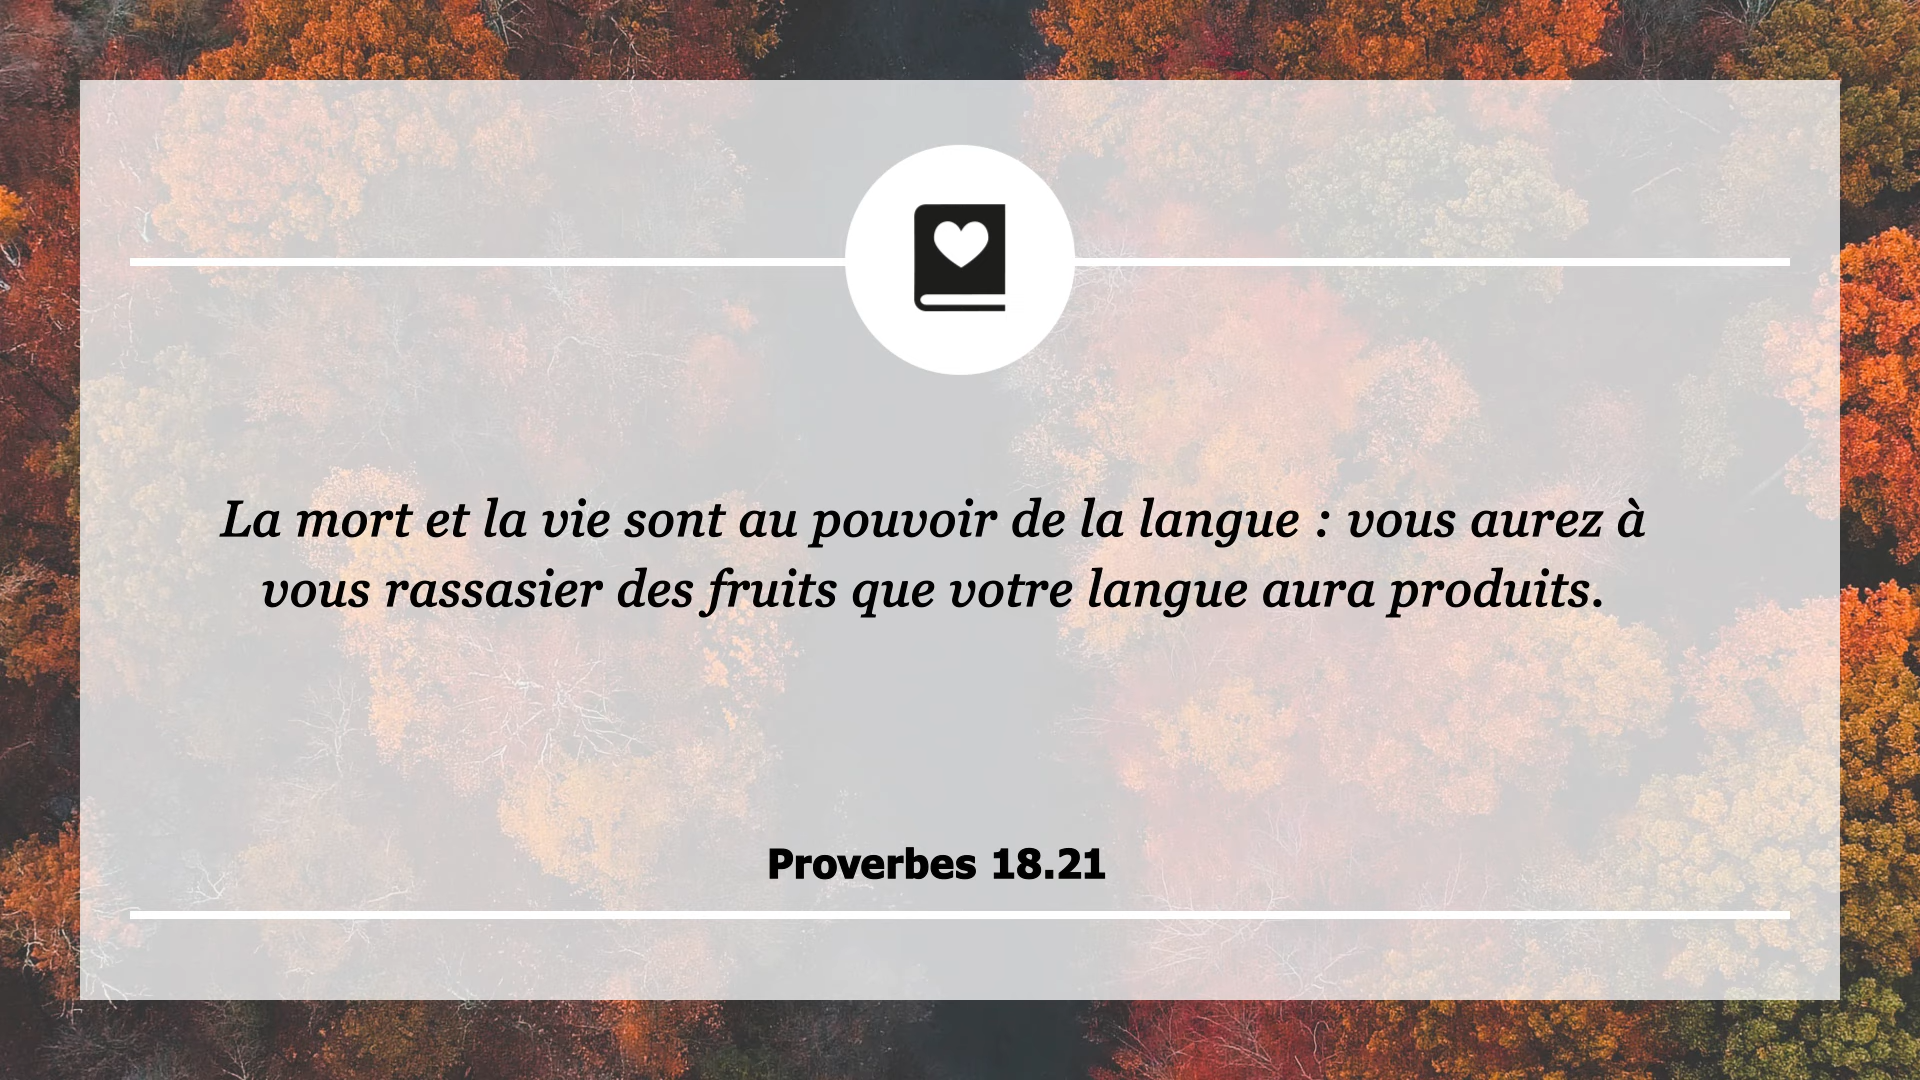 La mort et la vie sont au pouvoir de la langue : vous aurez à
vous rassasier des fruits que votre langue aura produits.
Proverbes 18.21